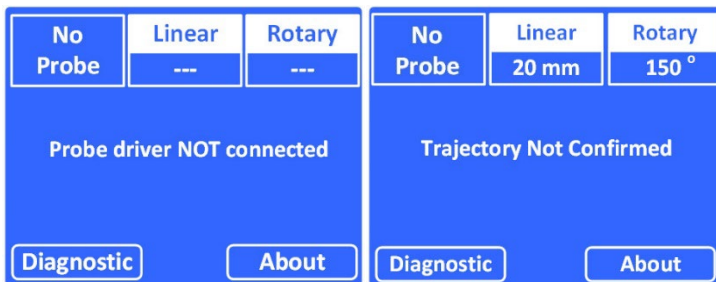 No Probe
Linear
Rotary
---
---
Probe driver NOT connected
Diagnostic
About
No Probe
Linear
Rotary
20 mm
150 °
Trajectory Not Confirmed
Diagnostic
About